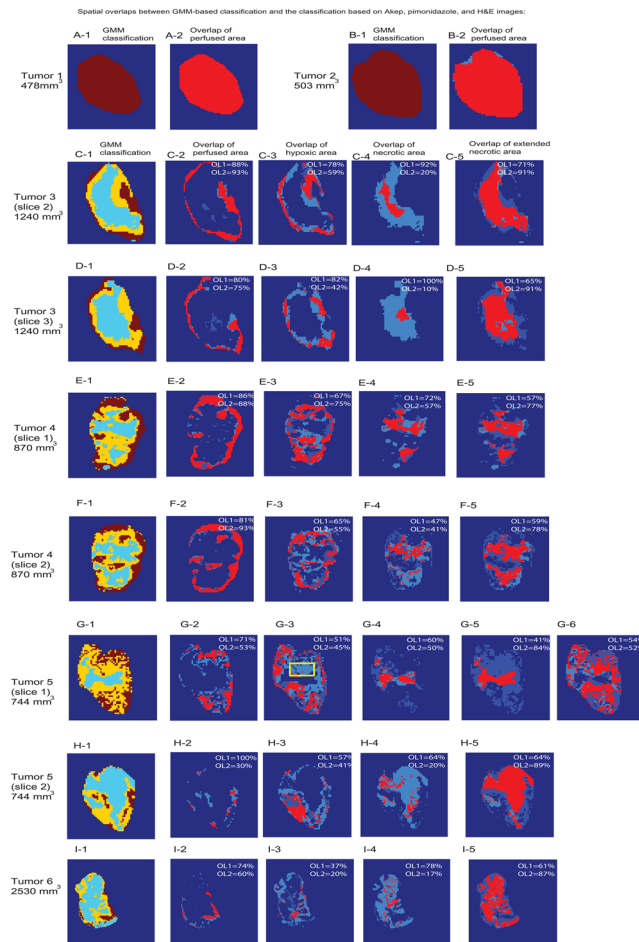 Spatial overlaps between GMM-based classification and the classification based on Akep, pimonidazole, and H&E images:
A-1 GMM classification
A-2 Overlap of perfused area
B-1 GMM classification
B-2 Overlap of perfused area
Tumor 1
478mm3
Tumor 2
503 mm3
C-1 GMM classification
C-2 Overlap of perfused area
C-3 Overlap of hypoxic area
C-4 Overlap of necrotic area
C-5 Overlap of extended necrotic area
OL1=88%
OL2=93%
OL1=78%
OL2=59%
OL1=92%
OL2=20%
OL1=71%
OL2=91%
Tumor 3
(slice 2)
1240 mm3
D-1
D-2
D-3
D-4
D-5
OL1=80%
OL2=75%
OL1=82%
OL2=42%
OL1=100%
OL2=10%
OL1=65%
OL2=91%
Tumor 3
(slice 3)
1240 mm3
E-1
E-2
E-3
E-4
E-5
OL1=86%
OL2=88%
OL1=67%
OL2=75%
OL1=72%
OL2=57%
OL1=57%
OL2=77%
Tumor 4
(slice 1)
870 mm3
F-1
F-2
F-3
F-4
F-5
OL1=81%
OL2=93%
OL1=65%
OL2=55%
OL1=47%
OL2=41%
OL1=59%
OL2=78%
Tumor 4
(slice 2)
870 mm3
G-1
G-2
G-3
G-4
G-5
G-6
OL1=71%
OL2=53%
OL1=51%
OL2=45%
OL1=60%
OL2=50%
OL1=41%
OL2=84%
OL1=54%
OL2=52%
Tumor 5
(slice 1)
744 mm3
H-1
H-2
H-3
H-4
H-5
OL1=100%
OL2=30%
OL1=57%
OL2=41%
OL1=64%
OL2=20%
OL1=64%
OL2=89%
Tumor 5
(slice 2)
744 mm3
I-1
I-2
I-3
I-4
I-5
OL1=74%
OL2=60%
OL1=37%
OL2=20%
OL1=78%
OL2=17%
OL1=61%
OL2=87%
Tumor 6
2530 mm3